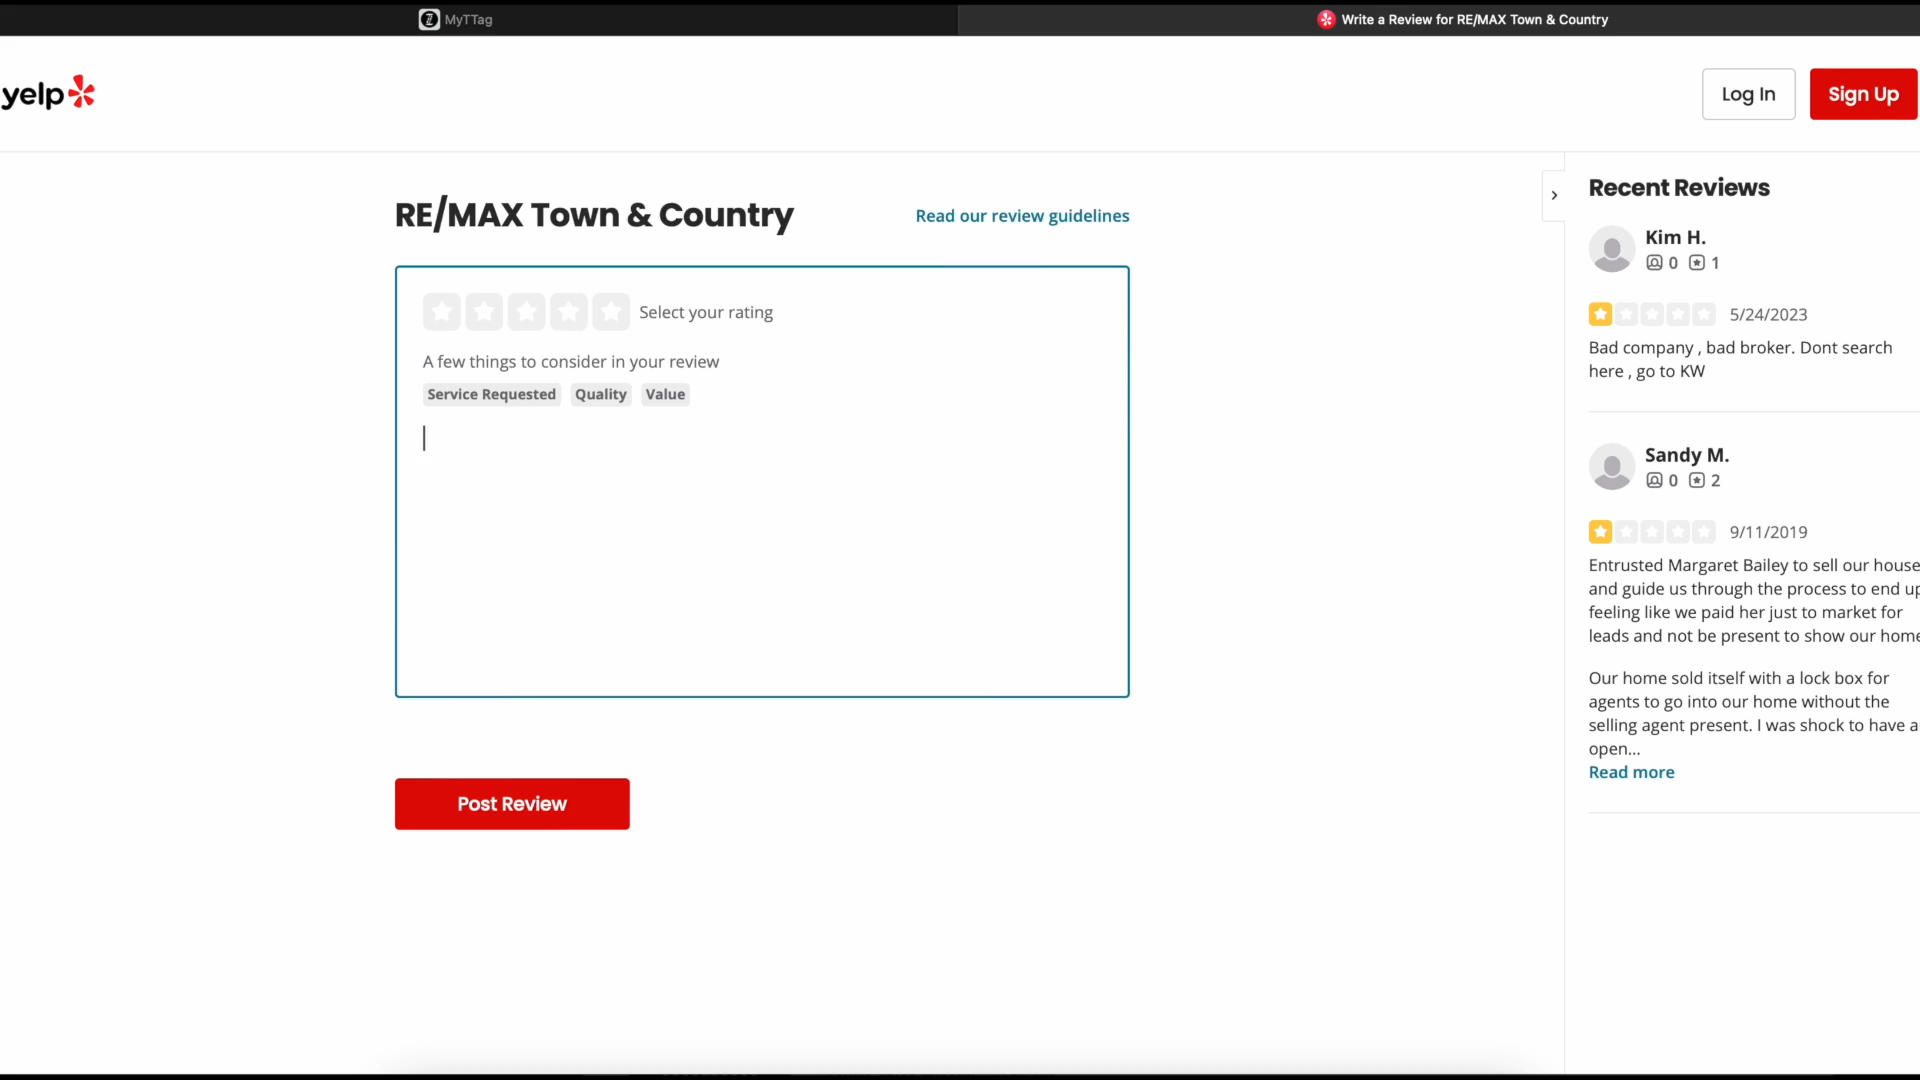 MyTTag
Write a Review for RE/MAX Town & Country
yelp
Log In
Sign Up
RE/MAX Town & Country
Read our review guidelines
Select your rating
A few things to consider in your review
Service Requested Quality Value
Post Review
Recent Reviews
Kim H.
0 1
5/24/2023
Bad company , bad broker. Dont search
here , go to KW
Sandy M.
0 2
9/11/2019
Entrusted Margaret Bailey to sell our house
and guide us through the process to end up
feeling like we paid her just to market for
leads and not be present to show our home
Our home sold itself with a lock box for
agents to go into our home without the
selling agent present. I was shock to have a
open...
Read more